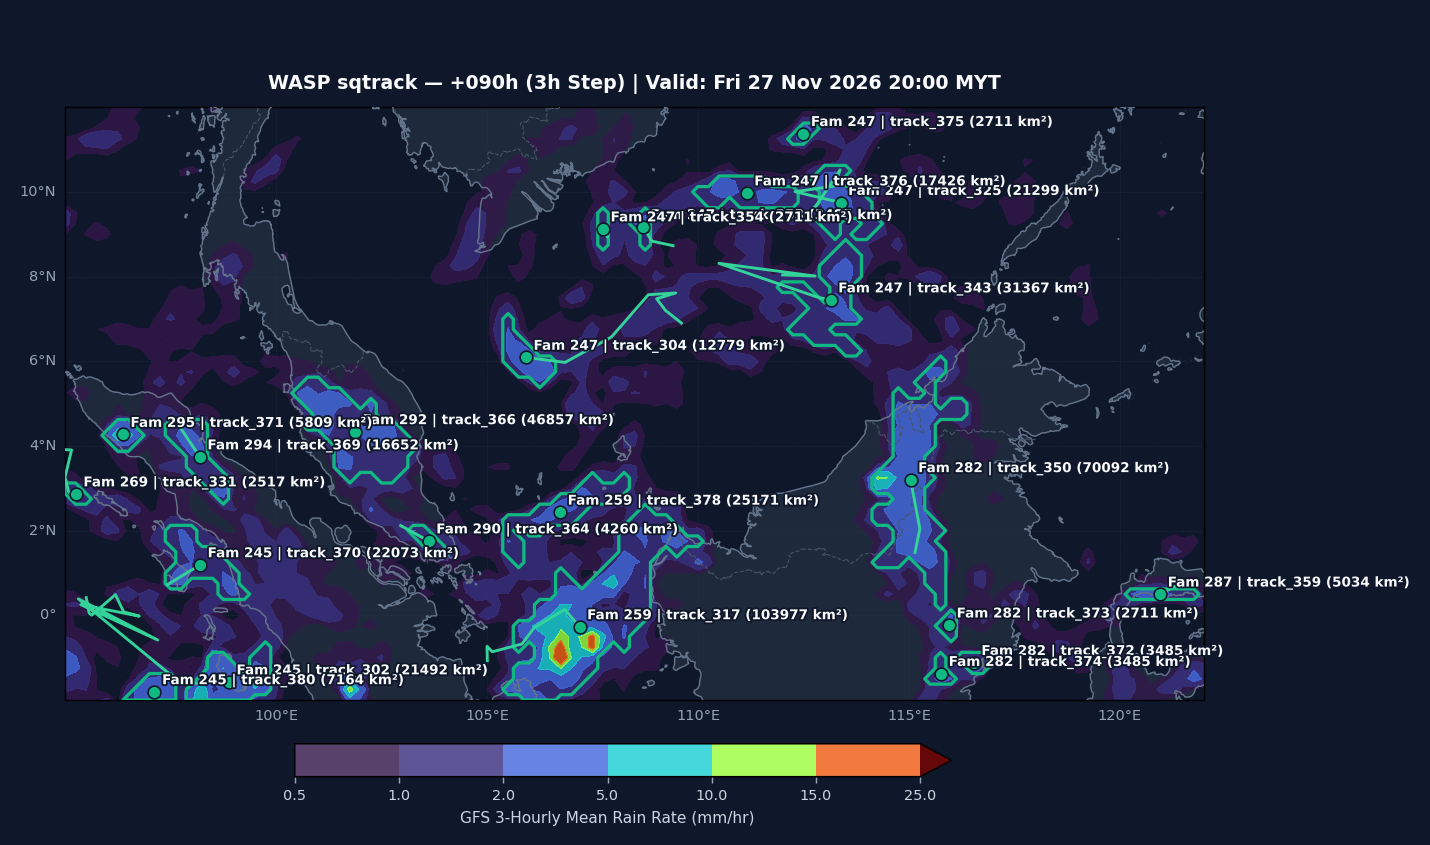 WASP sqtrack — +090h (3h Step) | Valid: Fri 27 Nov 2026 20:00 MYT
Fam 247 | track_375 (2711 km²)
Fam 247 | track_376 (17426 km²)
Fam 247 | track_325 (21299 km²)
Fam 247 | track_354 (2711 km²)
km²)
Fam 247 | track_343 (31367 km²)
Fam 247 | track_304 (12779 km²)
Fam 295 | track_371 (5809 km²)
Fam 292 | track_366 (46857 km²)
Fam 294 | track_369 (16652 km²)
Fam 282 | track_350 (70092 km²)
Fam 269 | track_331 (2517 km²)
Fam 259 | track_378 (25171 km²)
Fam 290 | track_364 (4260 km²)
Fam 245 | track_370 (22073 km²)
Fam 287 | track_359 (5034 km²)
Fam 259 | track_317 (103977 km²)
Fam 282 | track_373 (2711 km²)
Fam 282 | track_372 (3485 km²)
Fam 282 | track_374 (3485 km²)
Fam 245 | track_302 (21492 km²)
Fam 245 | track_380 (7164 km²)
10°N
8°N
6°N
4°N
2°N
0°
100°E 105°E 110°E 115°E 120°E
0.5 1.0 2.0 5.0 10.0 15.0 25.0
GFS 3-Hourly Mean Rain Rate (mm/hr)